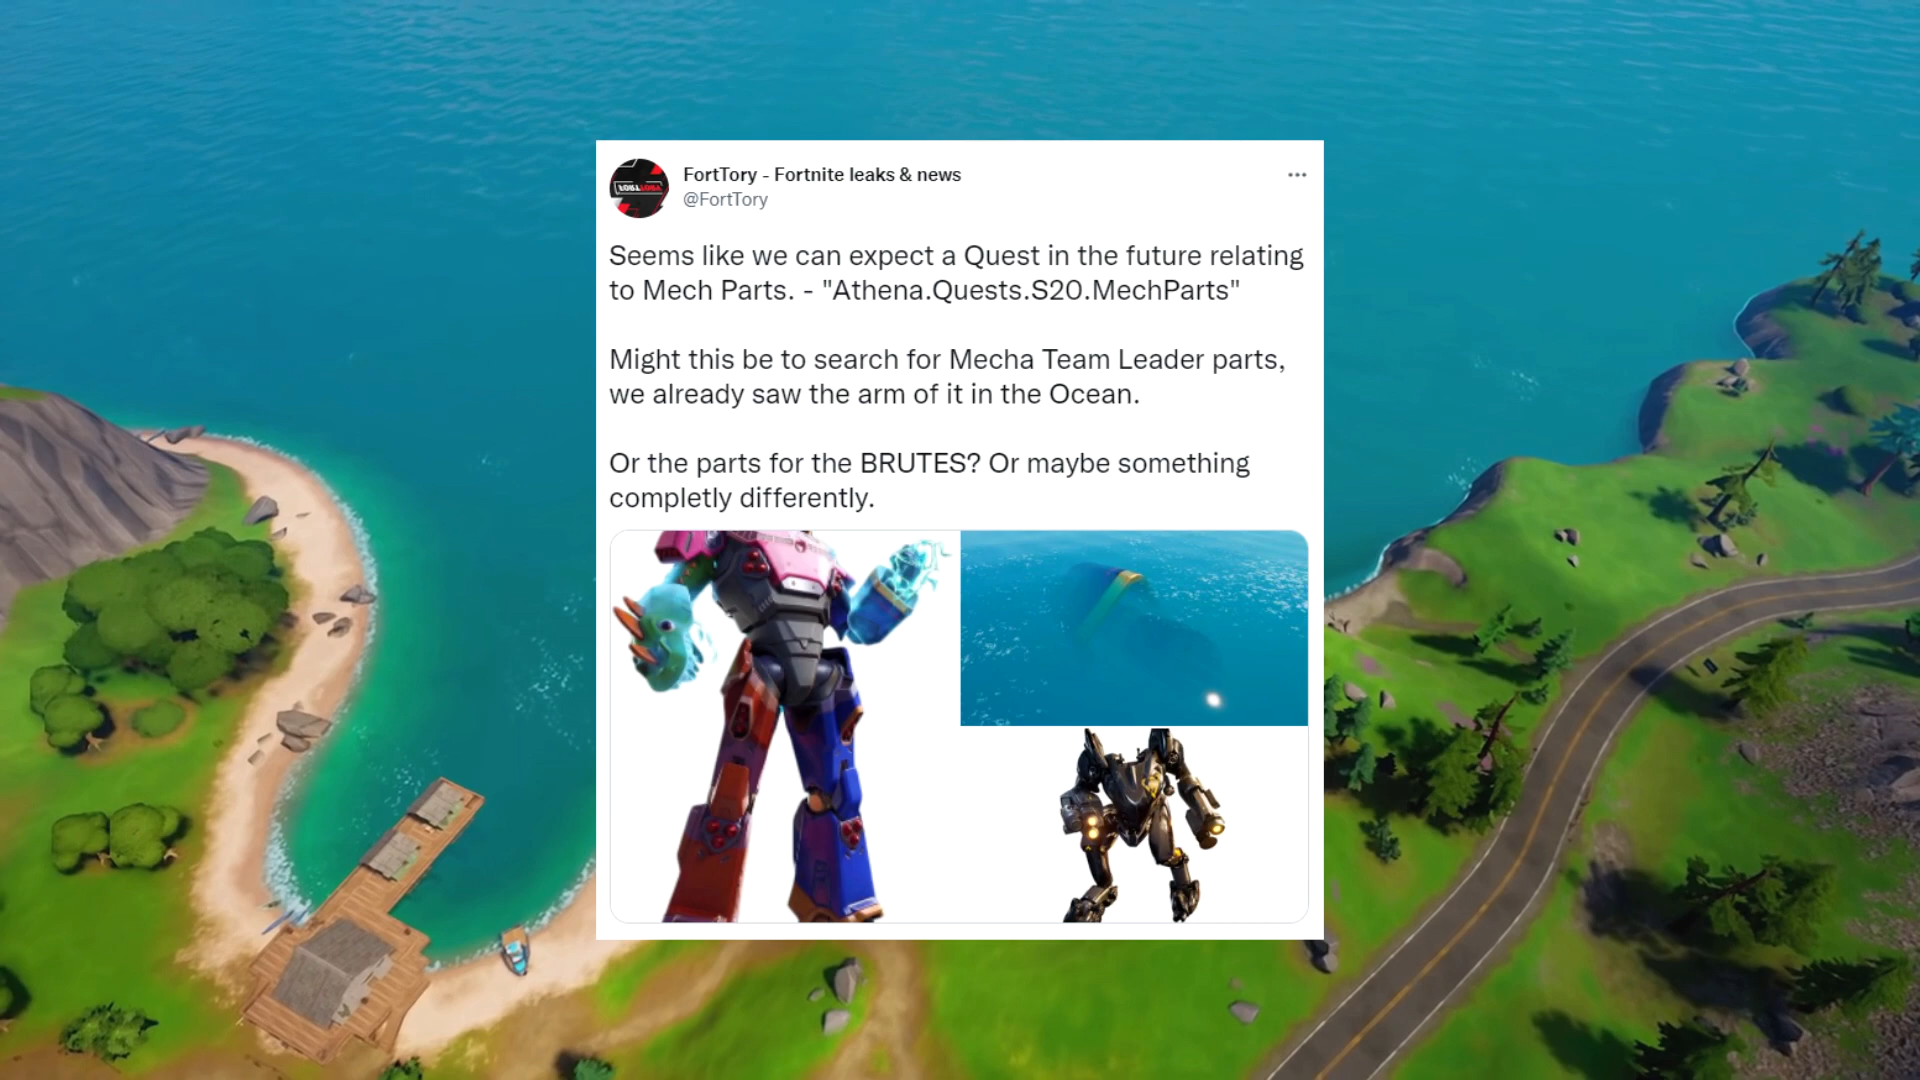 FortTory - Fortnite leaks & news
@FortTory
Seems like we can expect a Quest in the future relating
to Mech Parts. - "Athena.Quests.S20.MechParts"
Might this be to search for Mecha Team Leader parts,
we already saw the arm of it in the Ocean.
Or the parts for the BRUTES? Or maybe something
completly differently.